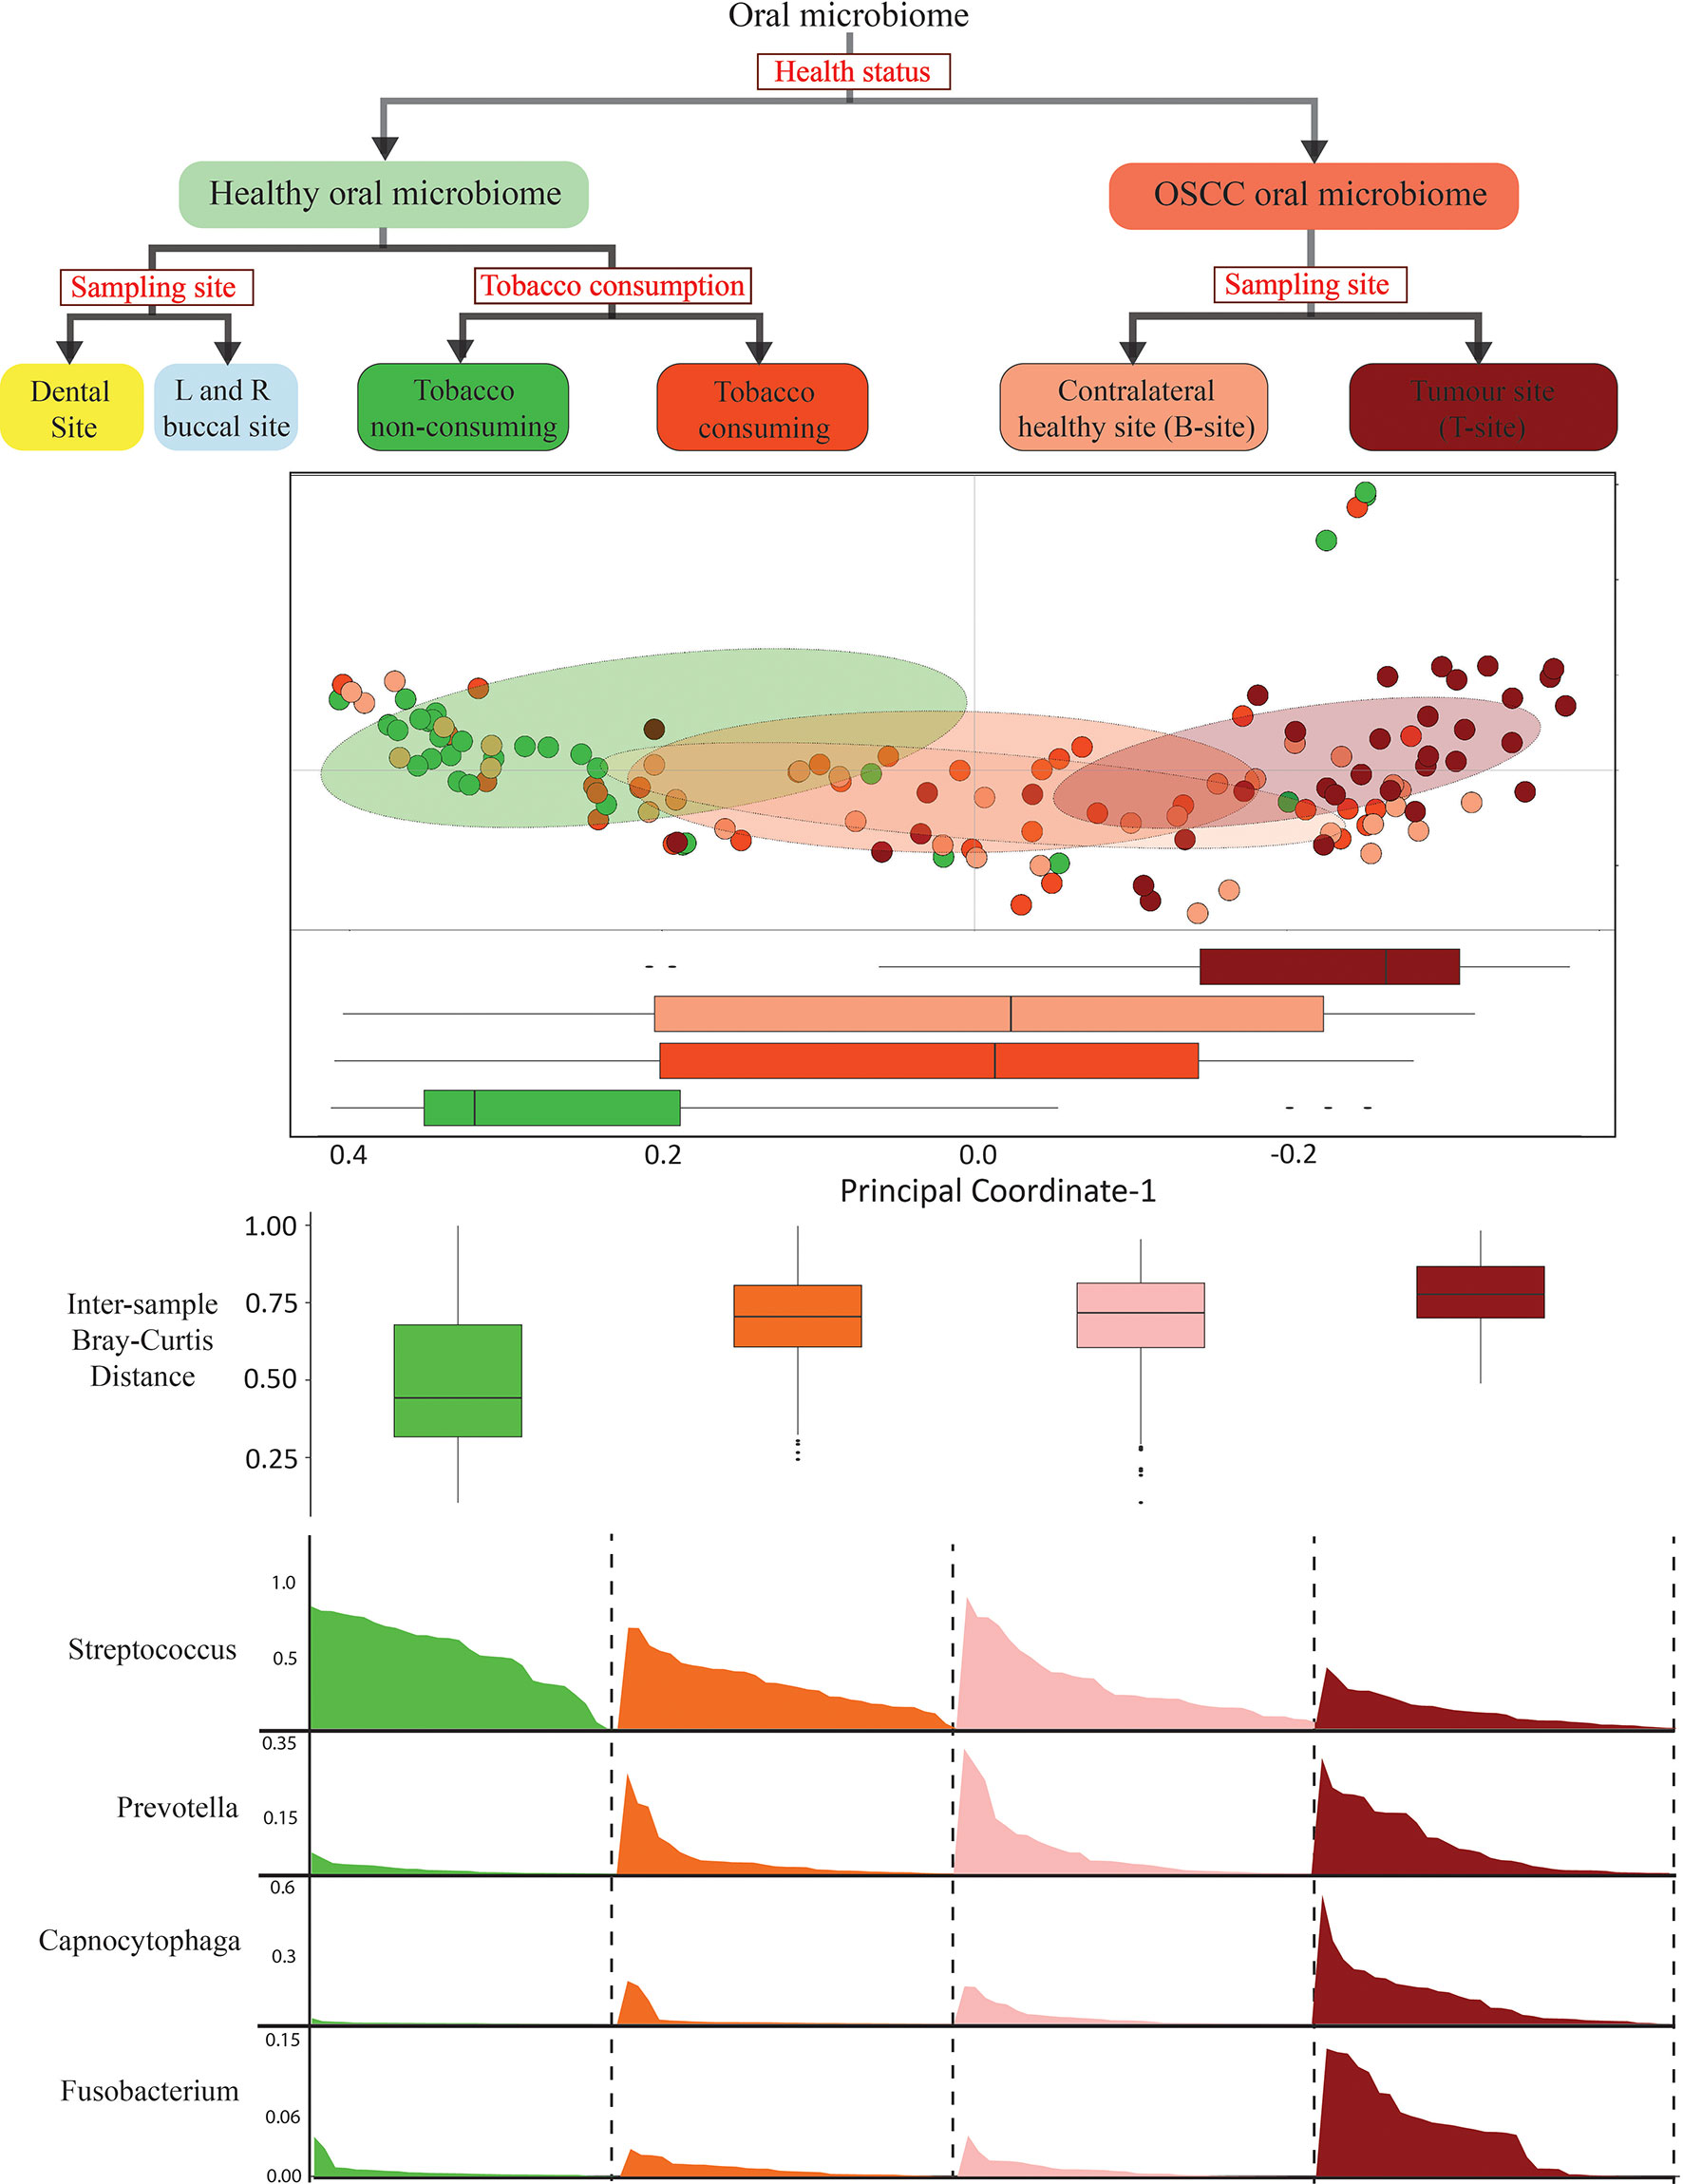 Oral microbiome
Health status
Healthy oral microbiome
OSCC oral microbiome
Sampling site
Tobacco consumption
Sampling site
Dental
Site
L and R
buccal site
Tobacco
non-consuming
Tobacco
consuming
Contralateral
healthy site (B-site)
Tumour site
(T-site)
0.4
0.2
0.0
-0.2
Principal Coordinate-1
Inter-sample
Bray-Curtis
Distance
1.00
0.75
0.50
0.25
Streptococcus
1.0
0.5
Prevotella
0.35
0.15
Capnocytophaga
0.6
0.3
Fusobacterium
0.15
0.06
0.00